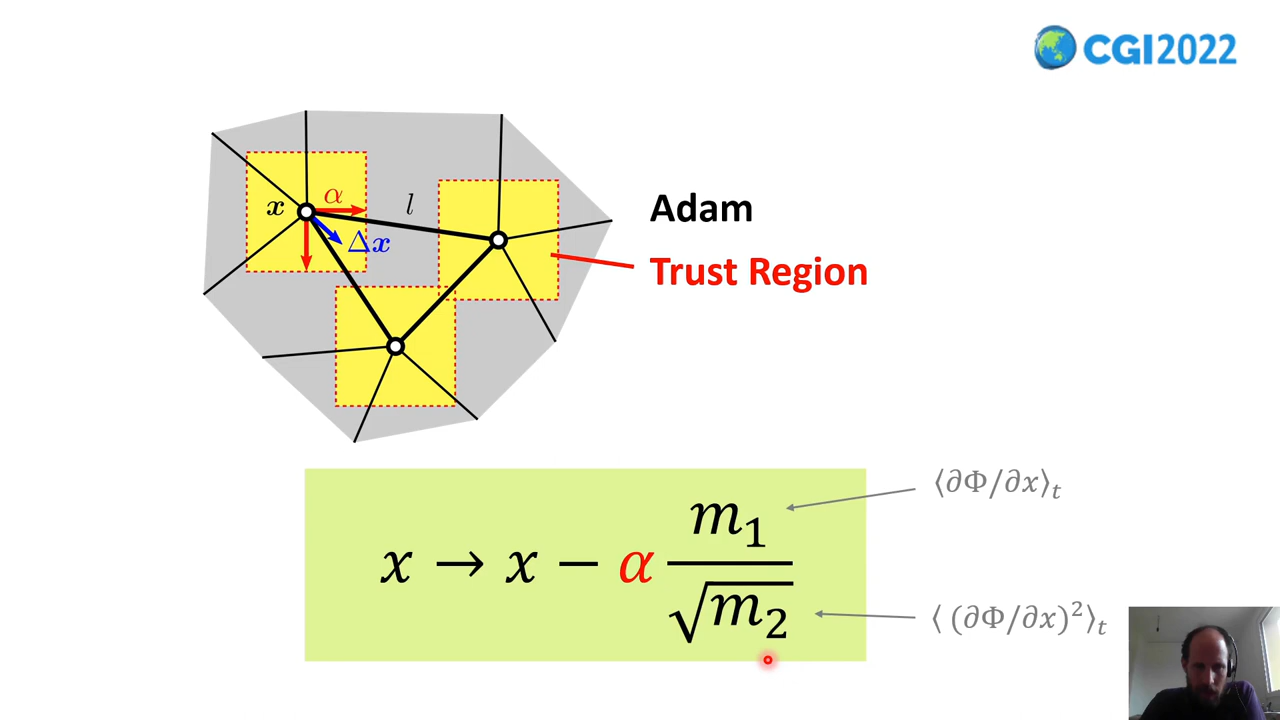 CGI2022
α
x
l
Δx
Adam
Trust Region
⟨∂Φ/∂x⟩ₜ
x → x − α m₁/√m₂
⟨ (∂Φ/∂x)²⟩ₜ